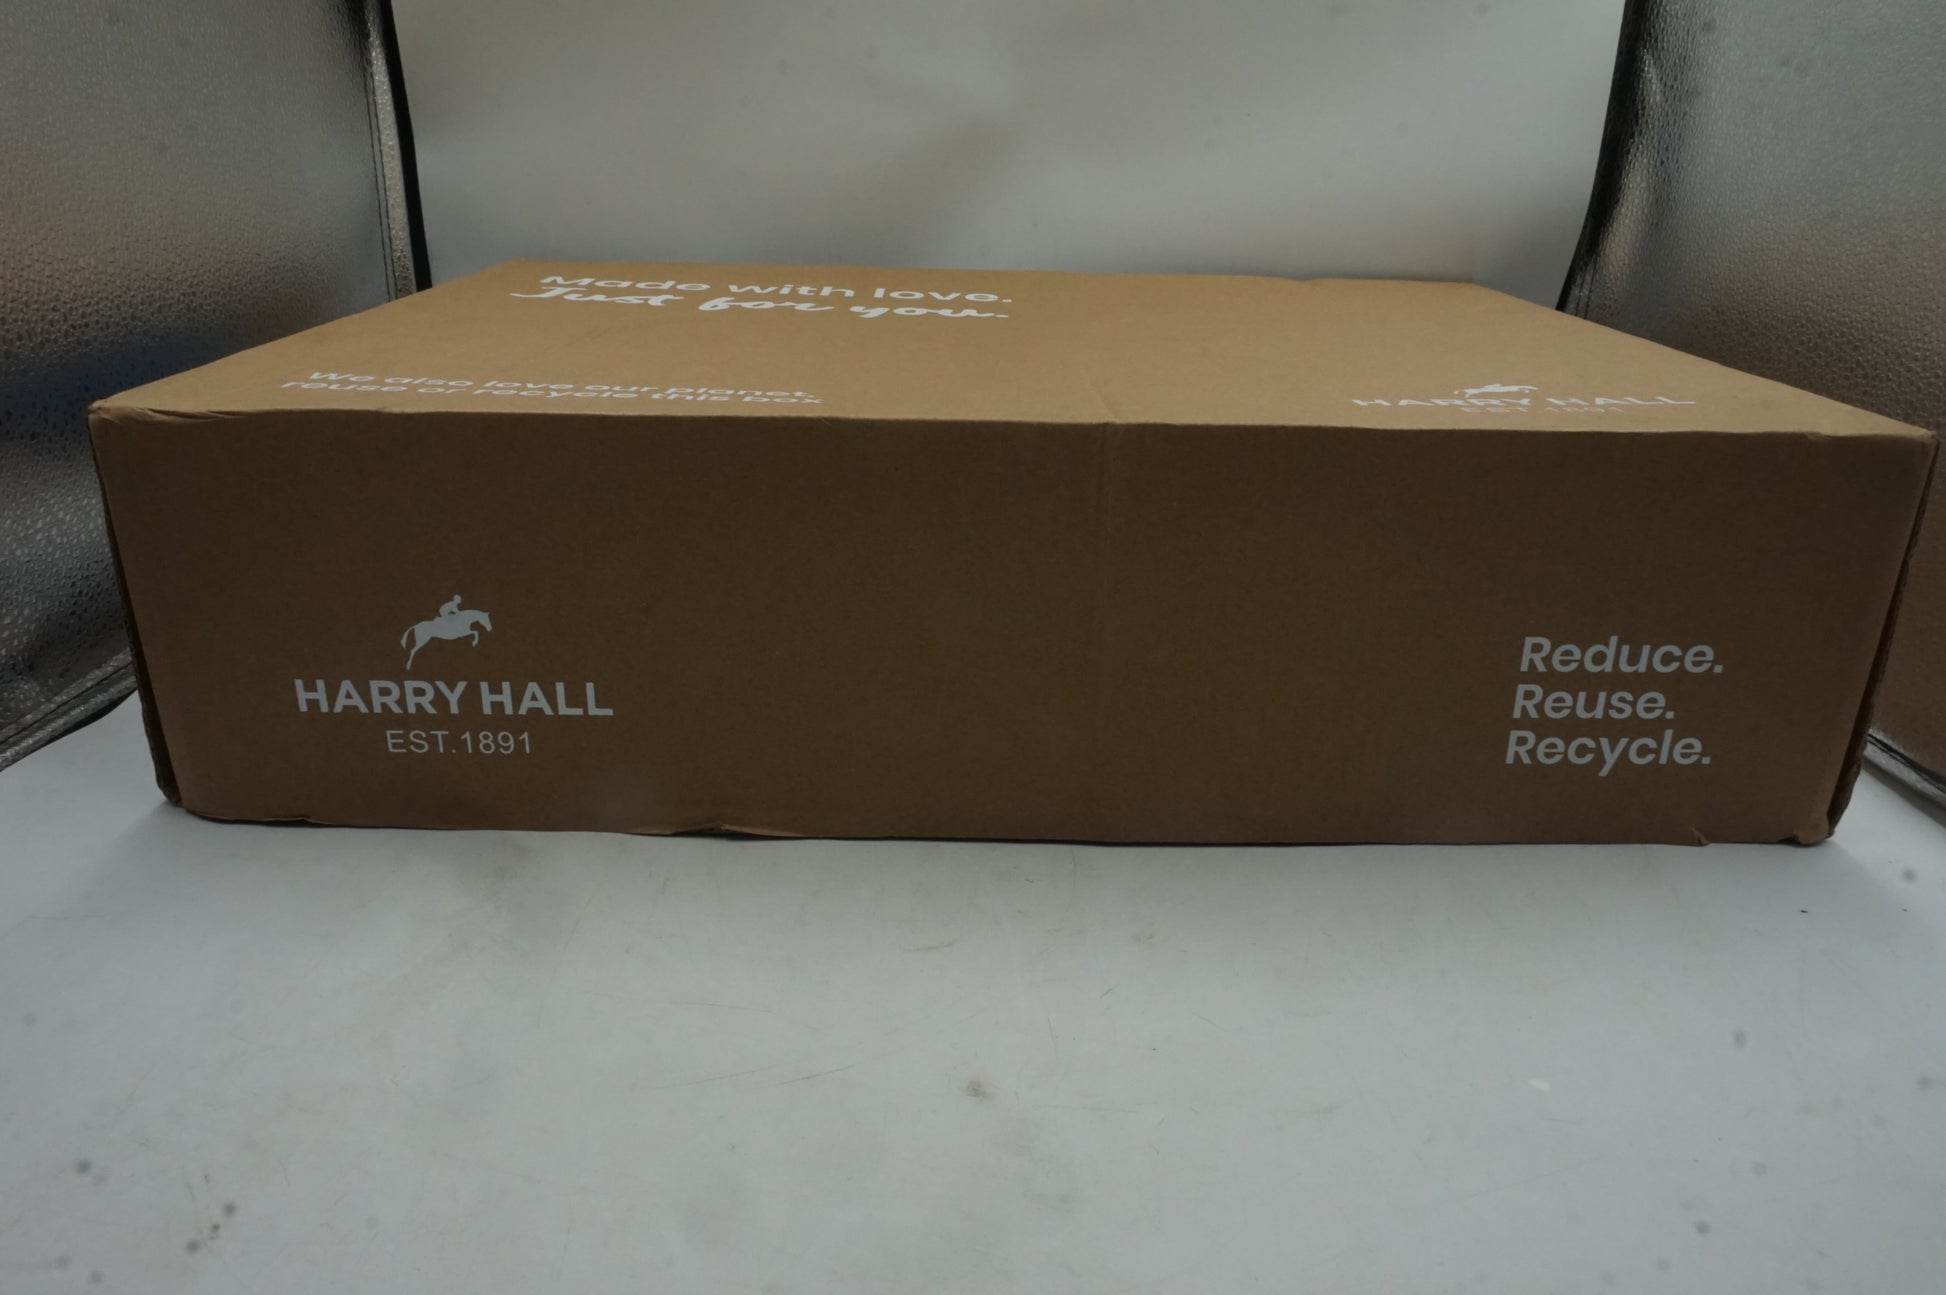 Made with love.
Just for you.
We also love our planet,
reuse or recycle this box
HARRY HALL
EST.1891
HARRY HALL
EST.1891
Reduce.
Reuse.
Recycle.